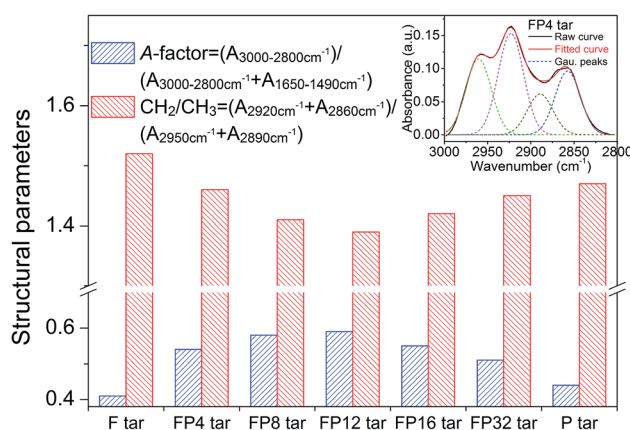 Structural parameters
1.6
1.4
0.6
0.4
A-factor=(A3000-2800cm-1)/
(A3000-2800cm-1+A1650-1490cm-1)
CH2/CH3=(A2920cm-1+A2860cm-1)/
(A2950cm-1+A2890cm-1)
FP4 tar
Raw curve
Fitted curve
Gau. peaks
Absorbance (a.u.)
0.15
0.10
0.05
0.00
3000 2950 2900 2850 2800
Wavenumber (cm-1)
F tar FP4 tar FP8 tar FP12 tar FP16 tar FP32 tar P tar